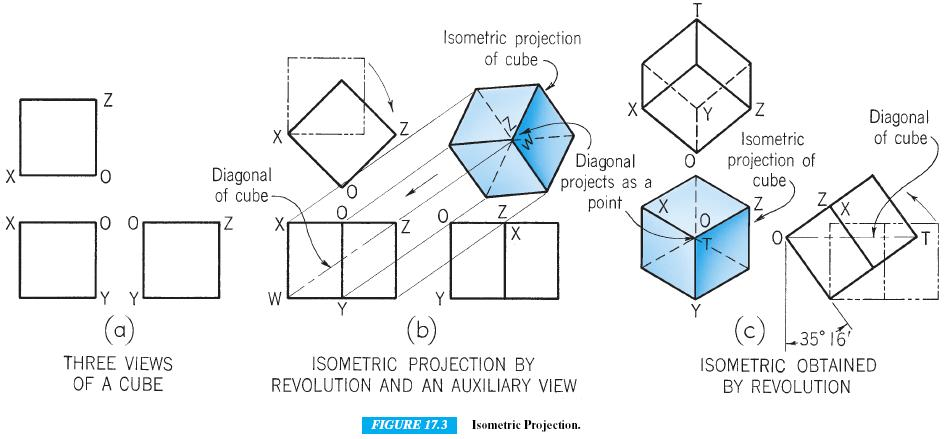 Z
X
O
X
O
O
Z
Y
Y
(a)
THREE VIEWS
OF A CUBE
Isometric projection
of cube
X
Z
O
Z
W
Diagonal
of cube
Diagonal
projects as a
point
X
O
Z
O
Z
X
W
Y
Y
(b)
ISOMETRIC PROJECTION BY
REVOLUTION AND AN AUXILIARY VIEW
T
X
Y
Z
O
Isometric
projection of
cube
Diagonal
of cube
X
O
Z
T
Y
Z
X
O
T
35° 16'
(c)
ISOMETRIC OBTAINED
BY REVOLUTION
FIGURE 17.3 Isometric Projection.